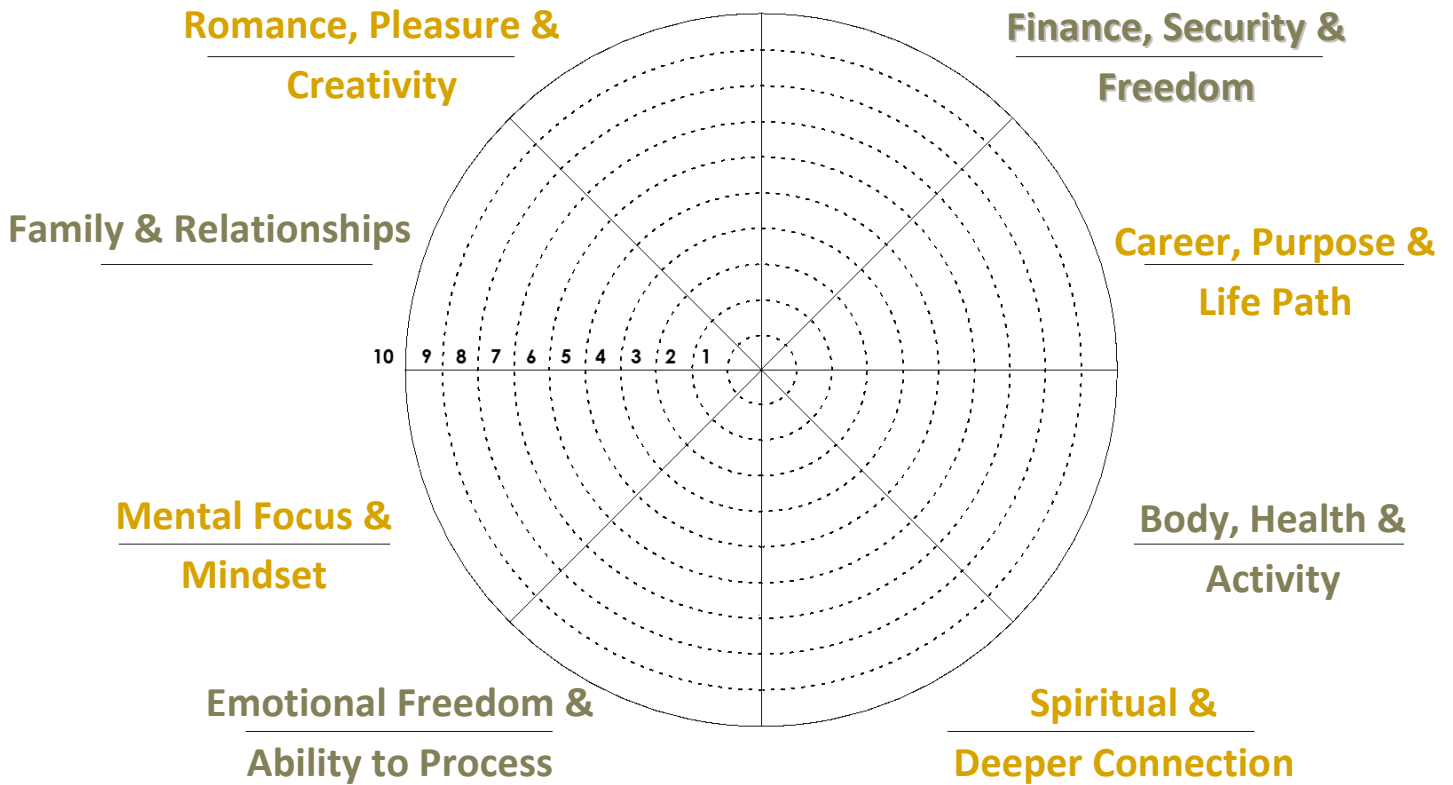 Romance, Pleasure &
Creativity
Finance, Security &
Freedom
Family & Relationships
Career, Purpose &
Life Path
10 9 8 7 6 5 4 3 2 1
Mental Focus &
Mindset
Body, Health &
Activity
Emotional Freedom &
Ability to Process
Spiritual &
Deeper Connection